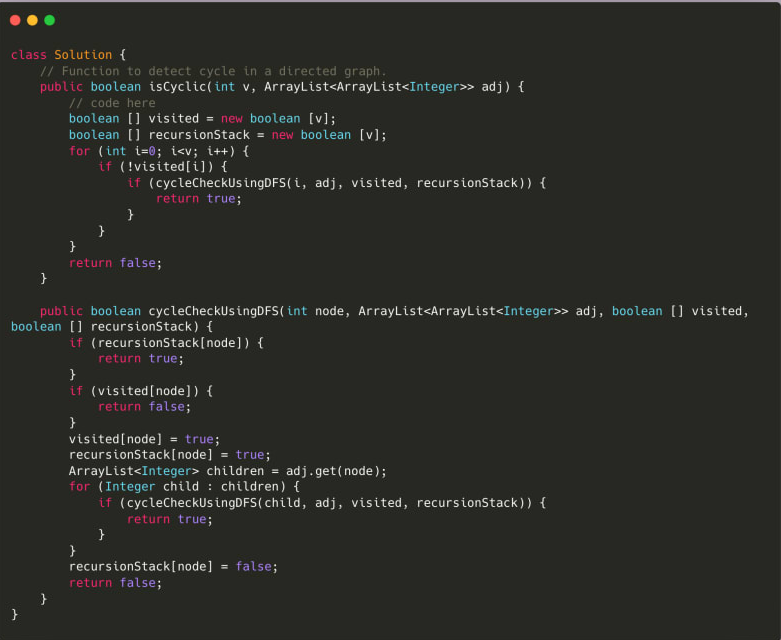 class Solution {
    // Function to detect cycle in a directed graph.
    public boolean isCyclic(int v, ArrayList<ArrayList<Integer>> adj) {
        // code here
        boolean [] visited = new boolean [v];
        boolean [] recursionStack = new boolean [v];
        for (int i=0; i<v; i++) {
            if (!visited[i]) {
                if (cycleCheckUsingDFS(i, adj, visited, recursionStack)) {
                    return true;
                }
            }
        }
        return false;
    }

    public boolean cycleCheckUsingDFS(int node, ArrayList<ArrayList<Integer>> adj, boolean [] visited,
boolean [] recursionStack) {
        if (recursionStack[node]) {
            return true;
        }
        if (visited[node]) {
            return false;
        }
        visited[node] = true;
        recursionStack[node] = true;
        ArrayList<Integer> children = adj.get(node);
        for (Integer child : children) {
            if (cycleCheckUsingDFS(child, adj, visited, recursionStack)) {
                return true;
            }
        }
        recursionStack[node] = false;
        return false;
    }
}